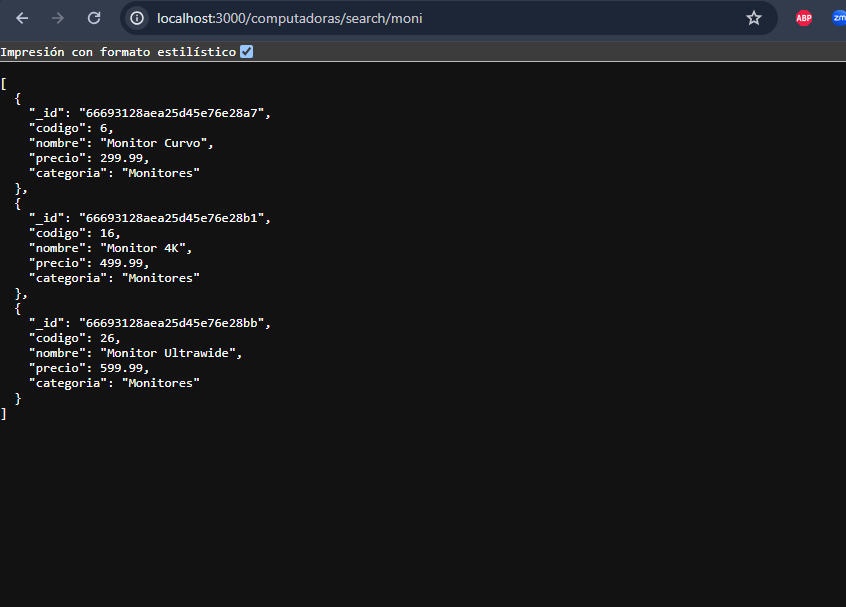 localhost:3000/computadoras/search/moni
ABP
zm
Impresión con formato estilístico
[
  {
    "_id": "66693128aea25d45e76e28a7",
    "codigo": 6,
    "nombre": "Monitor Curvo",
    "precio": 299.99,
    "categoria": "Monitores"
  },
  {
    "_id": "66693128aea25d45e76e28b1",
    "codigo": 16,
    "nombre": "Monitor 4K",
    "precio": 499.99,
    "categoria": "Monitores"
  },
  {
    "_id": "66693128aea25d45e76e28bb",
    "codigo": 26,
    "nombre": "Monitor Ultrawide",
    "precio": 599.99,
    "categoria": "Monitores"
  }
]